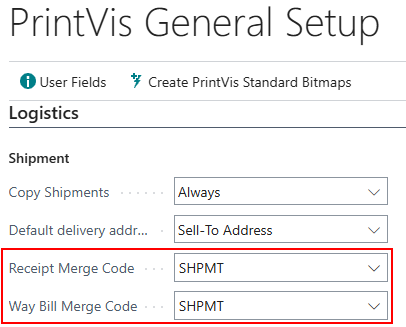 PrintVis General Setup
User Fields Create PrintVis Standard Bitmaps
Logistics
Shipment
Copy Shipments Always
Default delivery addr... Sell-To Address
Receipt Merge Code SHPMT
Way Bill Merge Code SHPMT